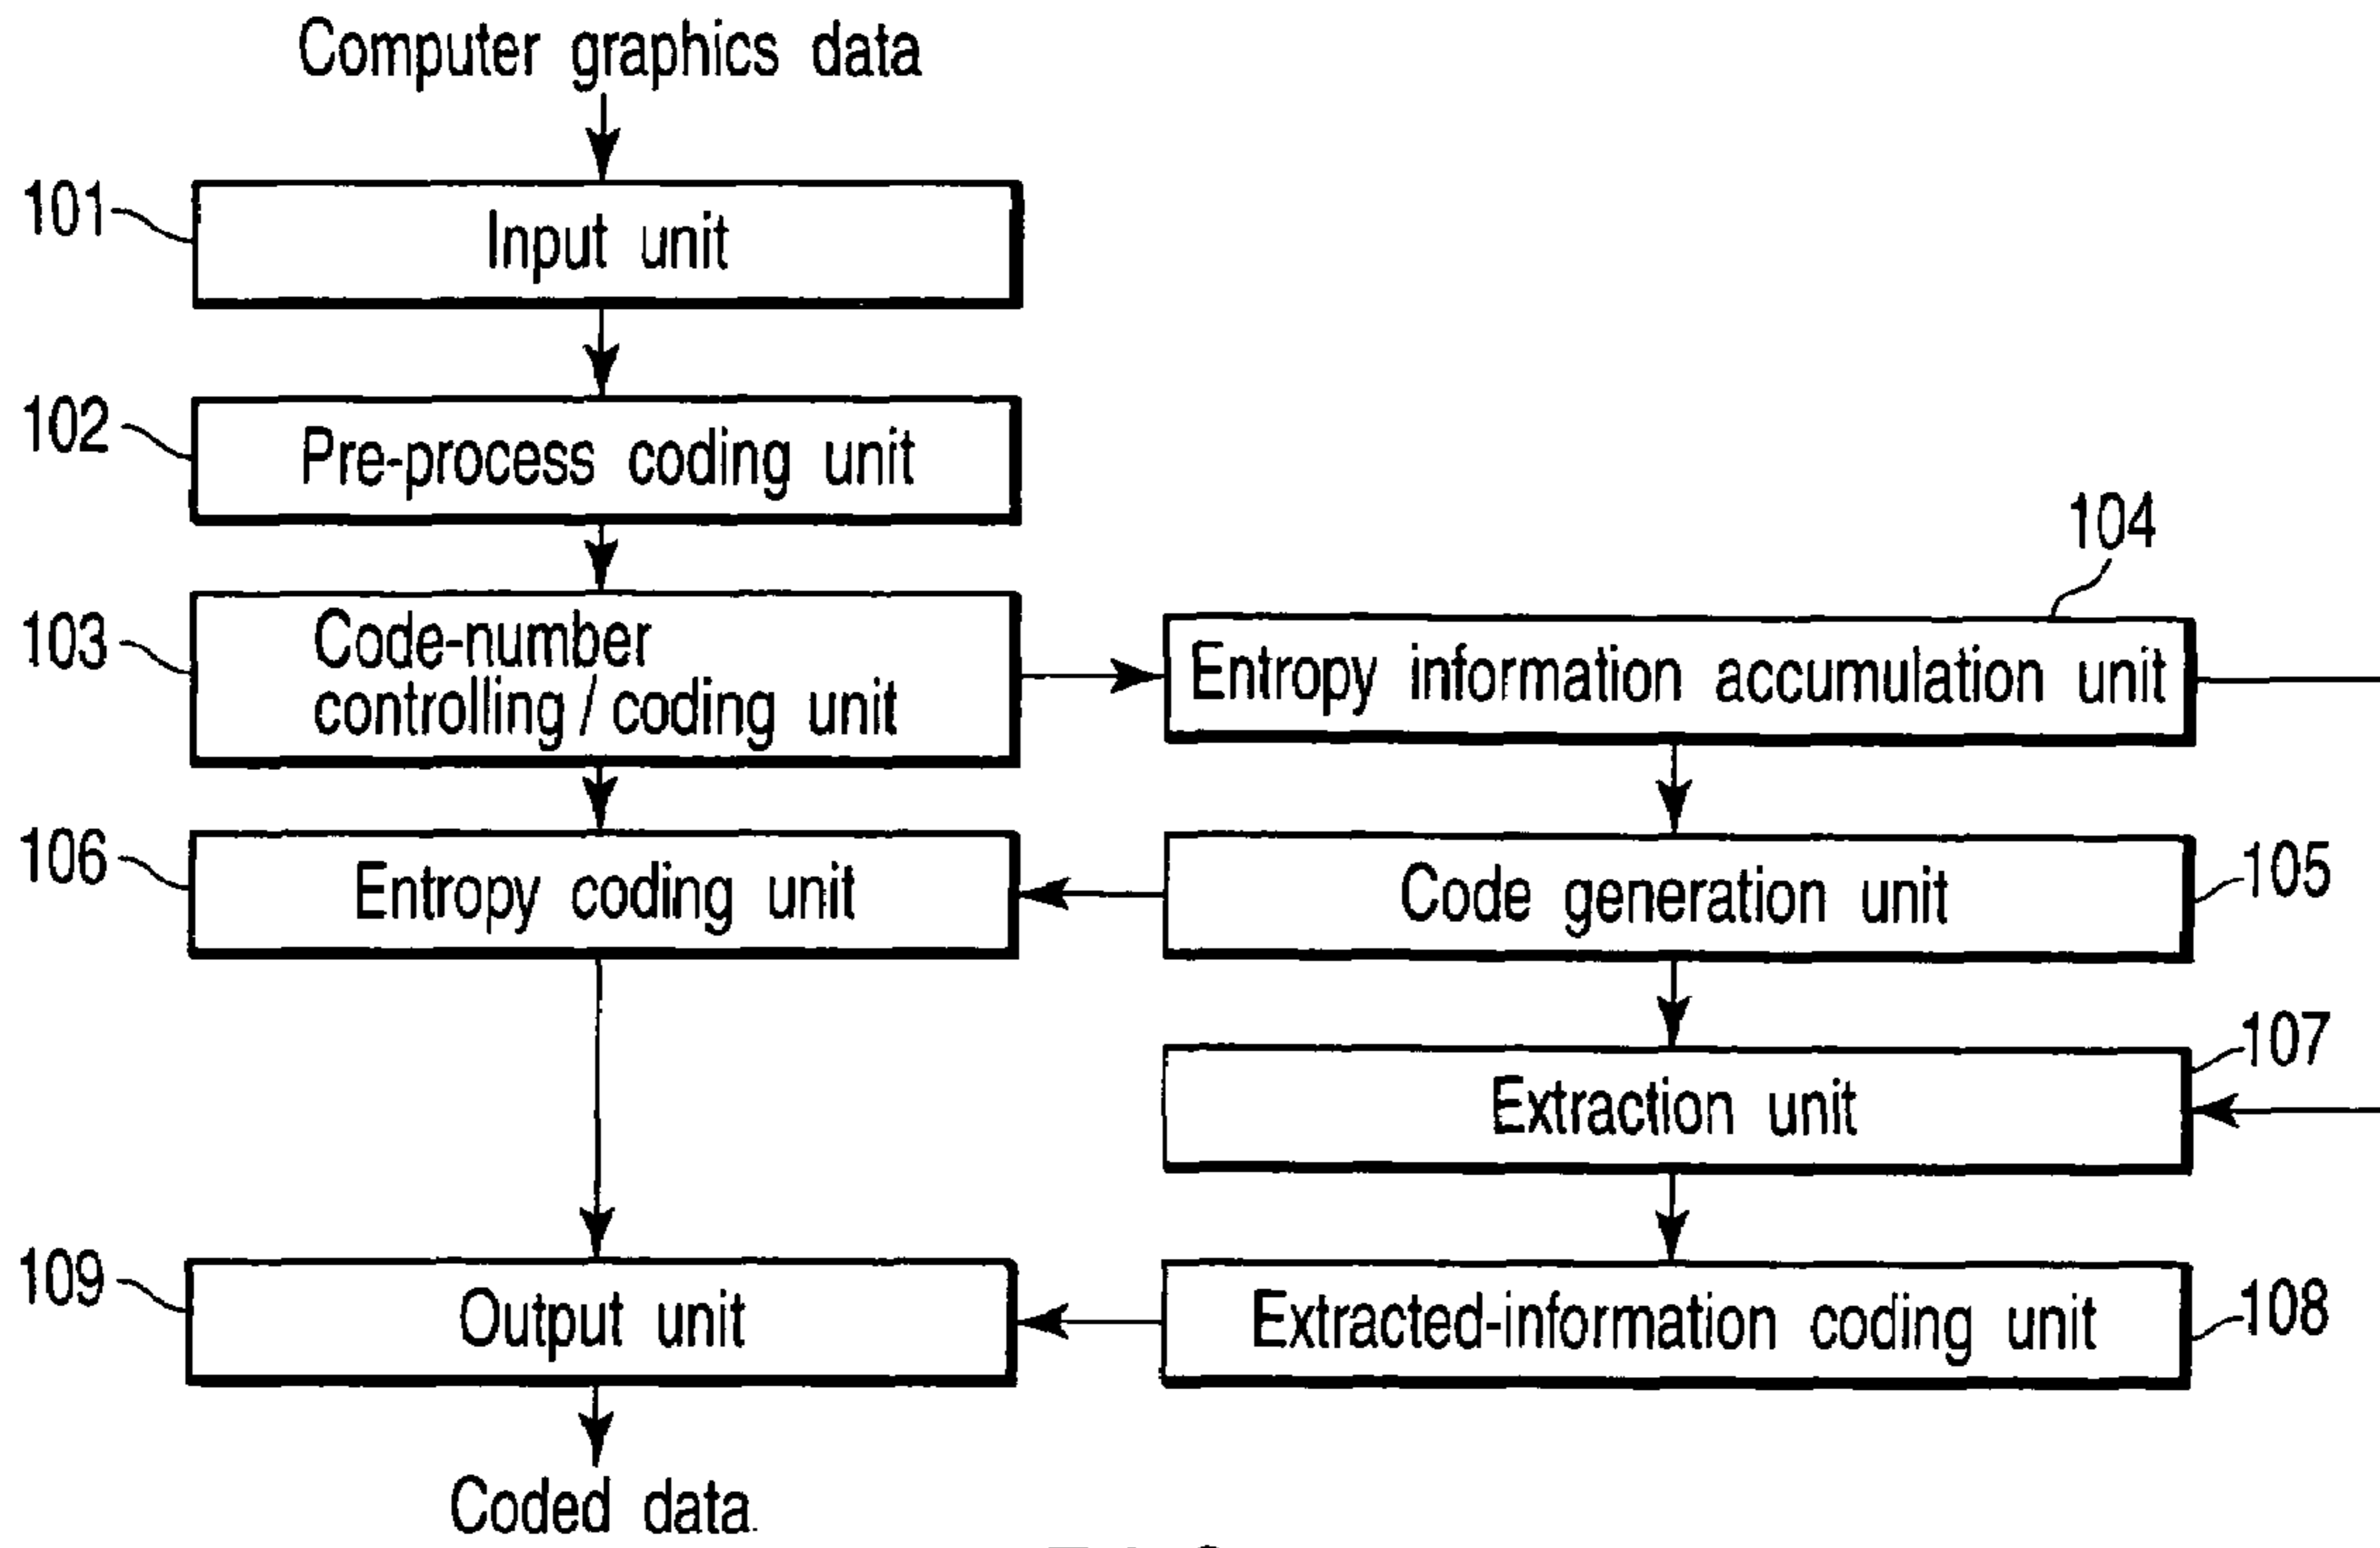 Computer graphics data
101
Input unit
102
Pre-process coding unit
103
Code-number
controlling / coding unit
104
Entropy information accumulation unit
106
Entropy coding unit
Code generation unit
105
Extraction unit
107
109
Output unit
Extracted-information coding unit
108
Coded data